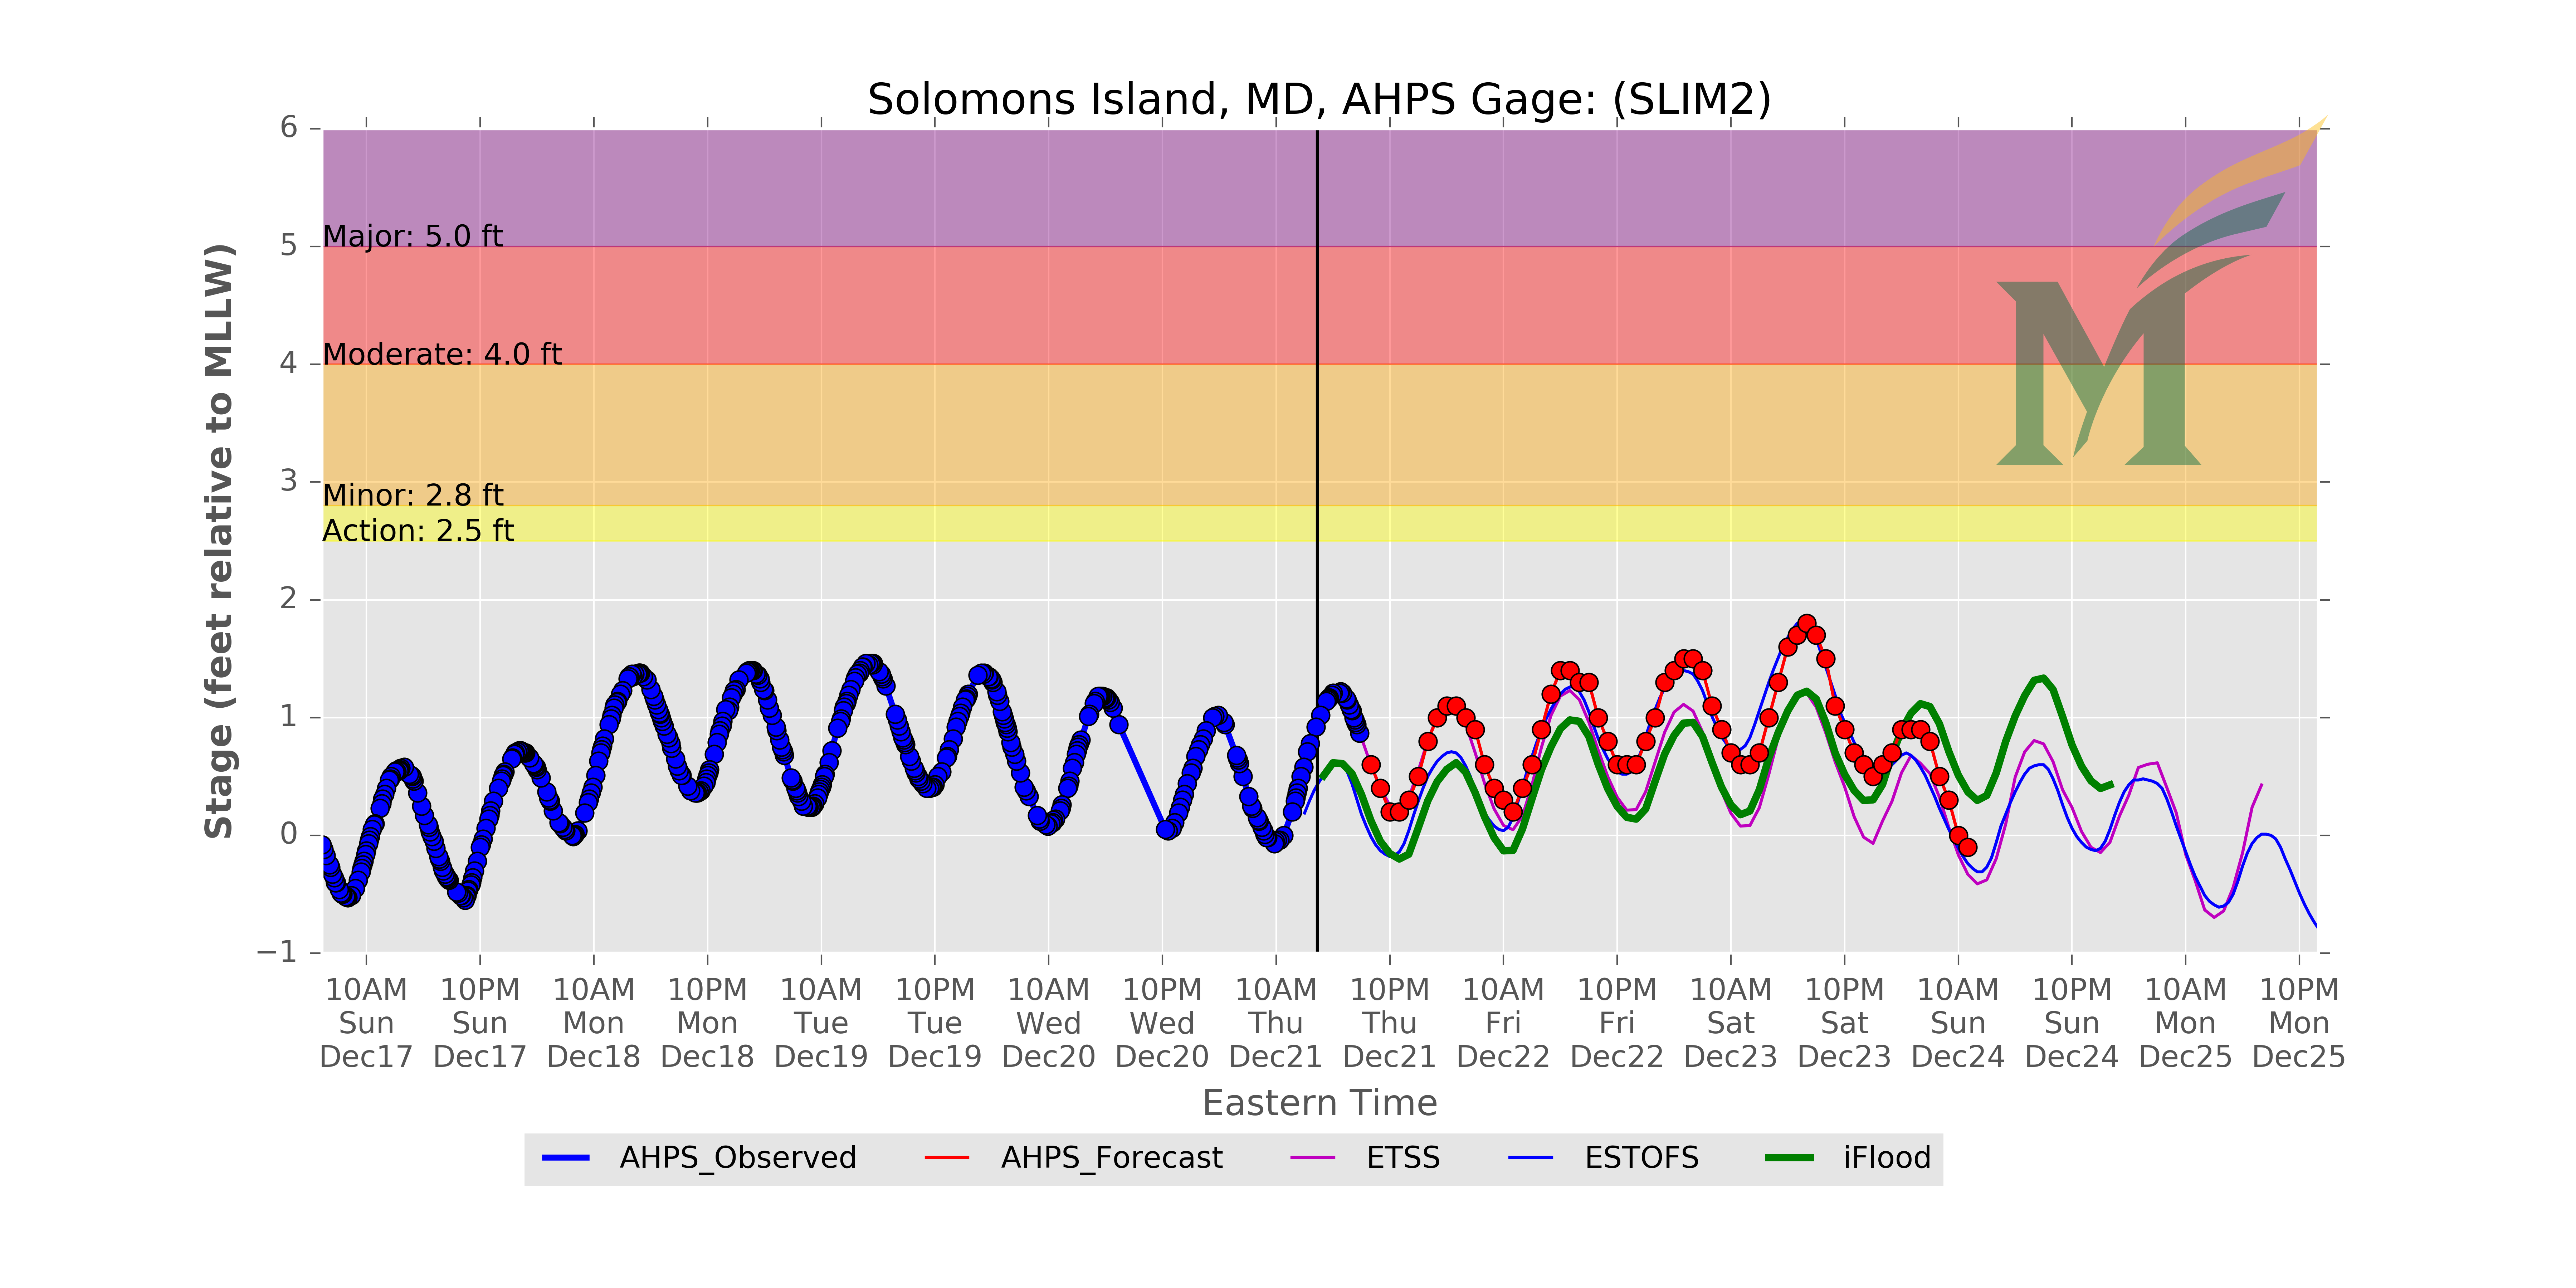 Solomons Island, MD, AHPS Gage: (SLIM2)
6
5
4
3
2
1
0
−1
Stage (feet relative to MLLW)
Major: 5.0 ft
Moderate: 4.0 ft
Minor: 2.8 ft
Action: 2.5 ft
M
10AM 10PM 10AM 10PM 10AM 10PM 10AM 10PM 10AM 10PM 10AM 10PM 10AM 10PM 10AM 10PM 10AM 10PM
Sun Sun Mon Mon Tue Tue Wed Wed Thu Thu Fri Fri Sat Sat Sun Sun Mon Mon
Dec17 Dec17 Dec18 Dec18 Dec19 Dec19 Dec20 Dec20 Dec21 Dec21 Dec22 Dec22 Dec23 Dec23 Dec24 Dec24 Dec25 Dec25
Eastern Time
AHPS_Observed AHPS_Forecast ETSS ESTOFS iFlood